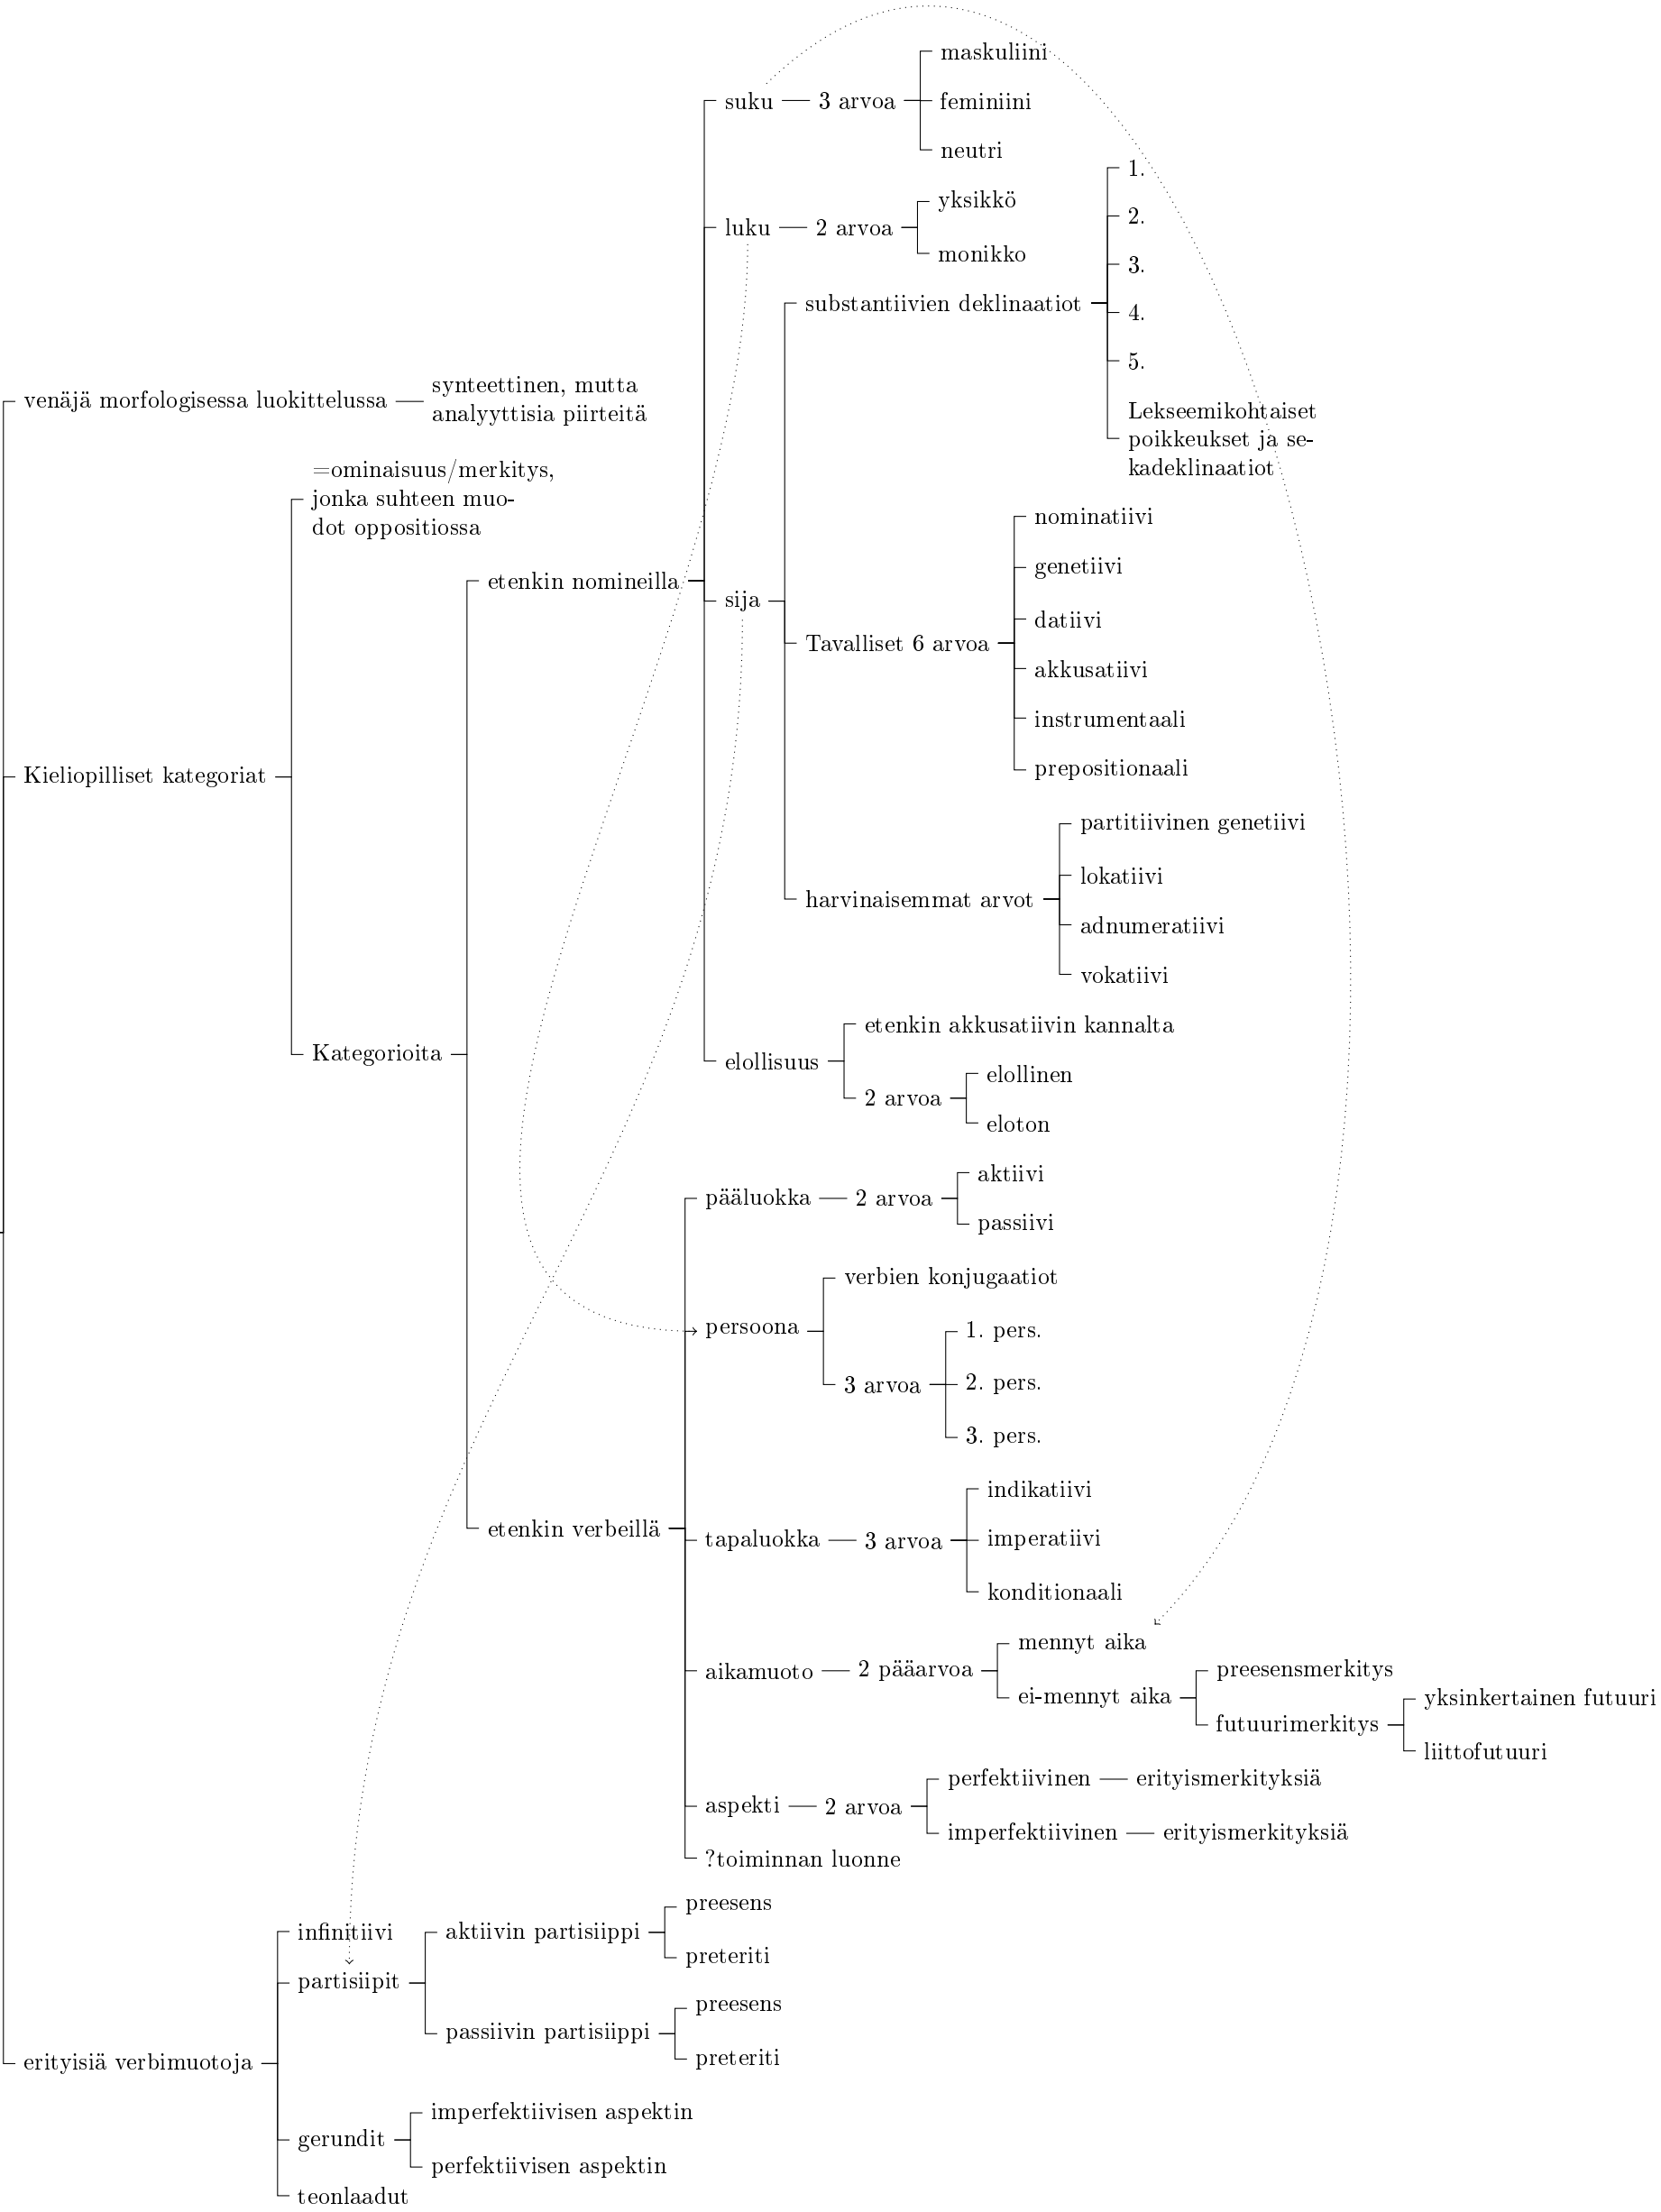 venäjä morfologisessa luokittelussa
synteettinen, mutta
analyyttisia piirteitä
Kieliopilliset kategoriat
=ominaisuus/merkitys,
jonka suhteen muo-
dot oppositiossa
Kategorioita
etenkin nomineilla
suku
3 arvoa
maskuliini
feminiini
neutri
luku
2 arvoa
yksikkö
monikko
sija
substantiivien deklinaatiot
1.
2.
3.
4.
5.
Lekseemikohtaiset
poikkeukset ja se-
kadeklinaatiot
Tavalliset 6 arvoa
nominatiivi
genetiivi
datiivi
akkusatiivi
instrumentaali
prepositionaali
harvinaisemmat arvot
partitiivinen genetiivi
lokatiivi
adnumeratiivi
vokatiivi
elollisuus
etenkin akkusatiivin kannalta
2 arvoa
elollinen
eloton
etenkin verbeillä
pääluokka
2 arvoa
aktiivi
passiivi
persoona
verbien konjugaatiot
3 arvoa
1. pers.
2. pers.
3. pers.
tapaluokka
3 arvoa
indikatiivi
imperatiivi
konditionaali
aikamuoto
2 pääarvoa
mennyt aika
ei-mennyt aika
preesensmerkitys
futuurimerkitys
yksinkertainen futuuri
liittofutuuri
aspekti
2 arvoa
perfektiivinen
erityismerkityksiä
imperfektiivinen
erityismerkityksiä
?toiminnan luonne
erityisiä verbimuotoja
infinitiivi
partisiipit
aktiivin partisiippi
preesens
preteriti
passiivin partisiippi
preesens
preteriti
gerundit
imperfektiivisen aspektin
perfektiivisen aspektin
teonlaadut